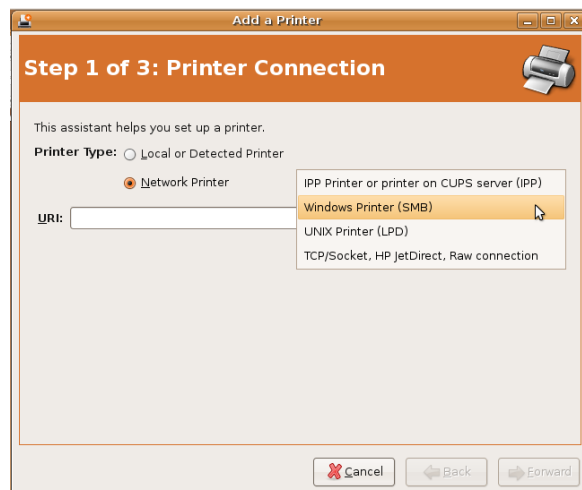 Add a Printer
Step 1 of 3: Printer Connection
This assistant helps you set up a printer.
Printer Type: Local or Detected Printer
Network Printer
IPP Printer or printer on CUPS server (IPP)
Windows Printer (SMB)
UNIX Printer (LPD)
TCP/Socket, HP JetDirect, Raw connection
URI:
Cancel Back Forward